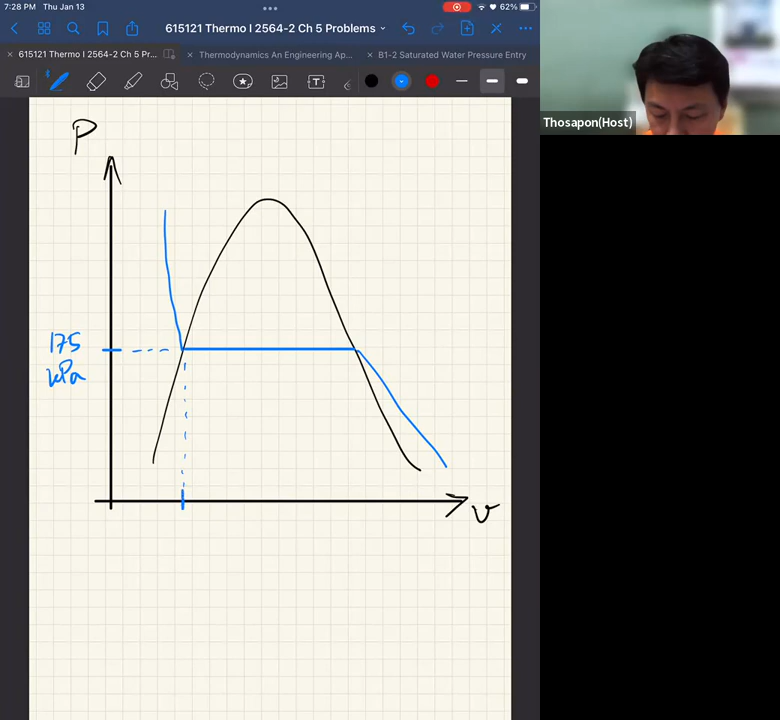 7:28 PM Thu Jan 13
62%
615121 Thermo I 2564-2 Ch 5 Problems
615121 Thermo I 2564-2 Ch 5 Pr...
Thermodynamics An Engineering Ap...
B1-2 Saturated Water Pressure Entry
Thosapon(Host)
P
175
kPa
v